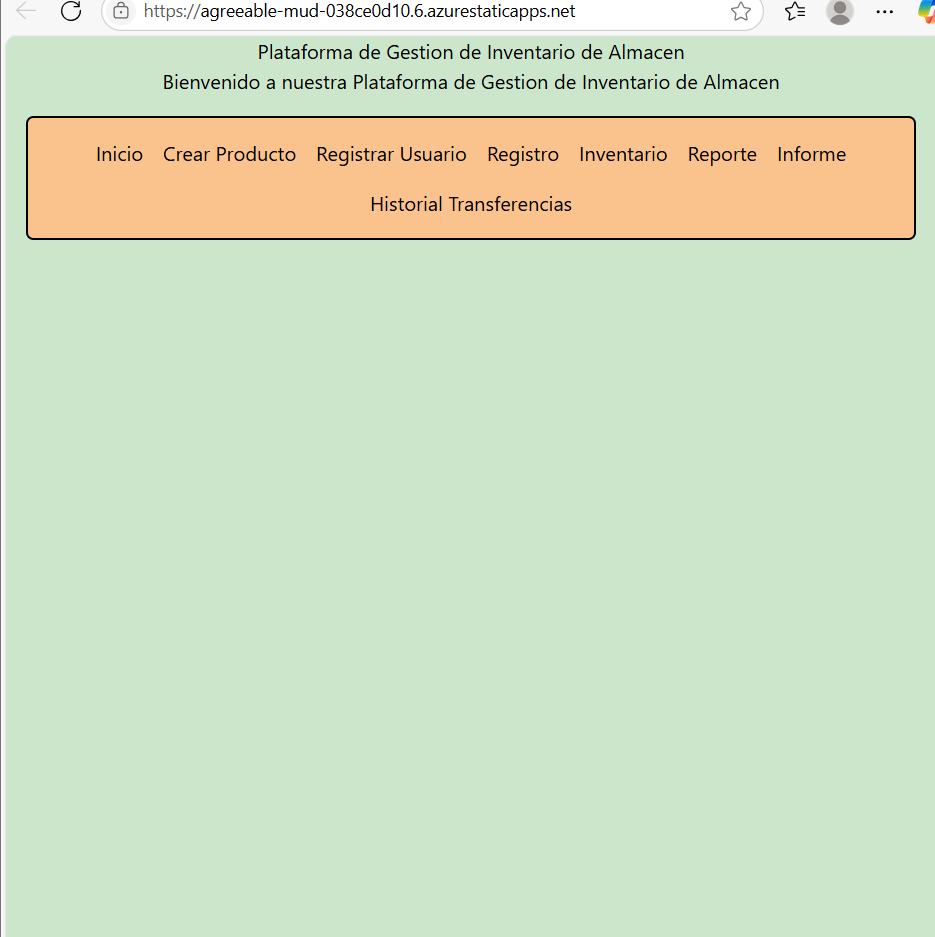 https://agreeable-mud-038ce0d10.6.azurestaticapps.net
Plataforma de Gestion de Inventario de Almacen
Bienvenido a nuestra Plataforma de Gestion de Inventario de Almacen
Inicio Crear Producto Registrar Usuario Registro Inventario Reporte Informe
Historial Transferencias